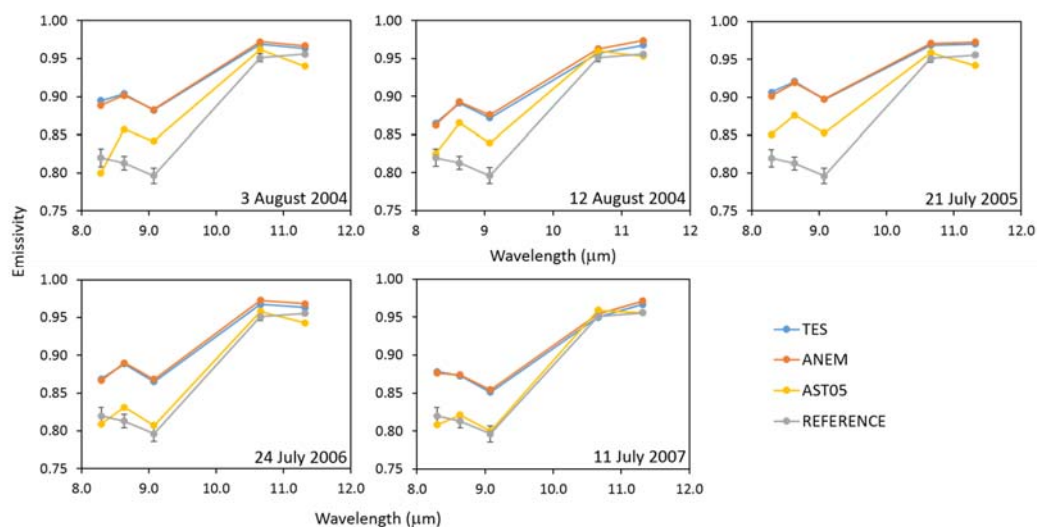 1.00
0.95
0.90
0.85
0.80
0.75
8.0 9.0 10.0 11.0 12.0
3 August 2004
1.00
0.95
0.90
0.85
0.80
0.75
8.0 9.0 10.0 11.0 12.0
12 August 2004
1.00
0.95
0.90
0.85
0.80
0.75
8.0 9.0 10.0 11.0 12.0
21 July 2005
Emissivity
Wavelength (μm)
1.00
0.95
0.90
0.85
0.80
0.75
8.0 9.0 10.0 11.0 12.0
24 July 2006
1.00
0.95
0.90
0.85
0.80
0.75
8.0 9.0 10.0 11.0 12.0
11 July 2007
Wavelength (μm)
TES
ANEM
AST05
REFERENCE